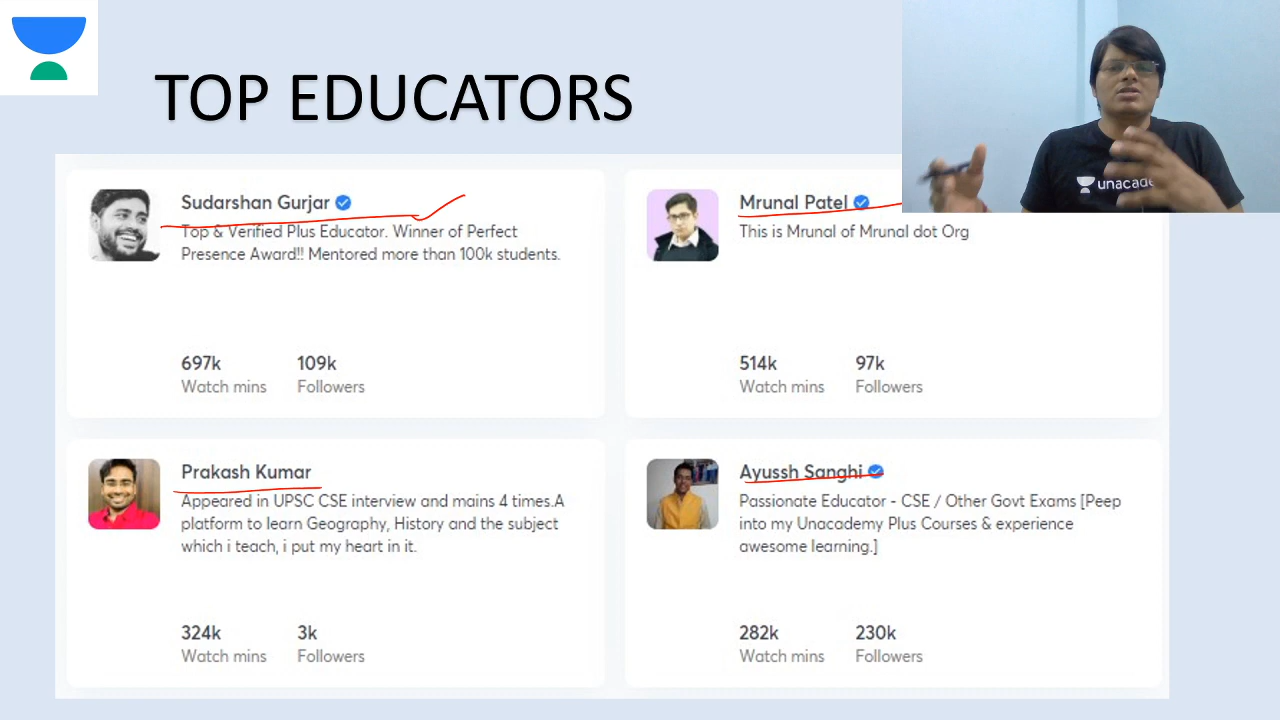 TOP EDUCATORS
Sudarshan Gurjar
Top & Verified Plus Educator. Winner of Perfect
Presence Award!! Mentored more than 100k students.
697k 109k
Watch mins Followers
Mrunal Patel
This is Mrunal of Mrunal dot Org
514k 97k
Watch mins Followers
Prakash Kumar
Appeared in UPSC CSE interview and mains 4 times.A
platform to learn Geography, History and the subject
which i teach, i put my heart in it.
324k 3k
Watch mins Followers
Ayussh Sanghi
Passionate Educator - CSE / Other Govt Exams [Peep
into my Unacademy Plus Courses & experience
awesome learning.]
282k 230k
Watch mins Followers